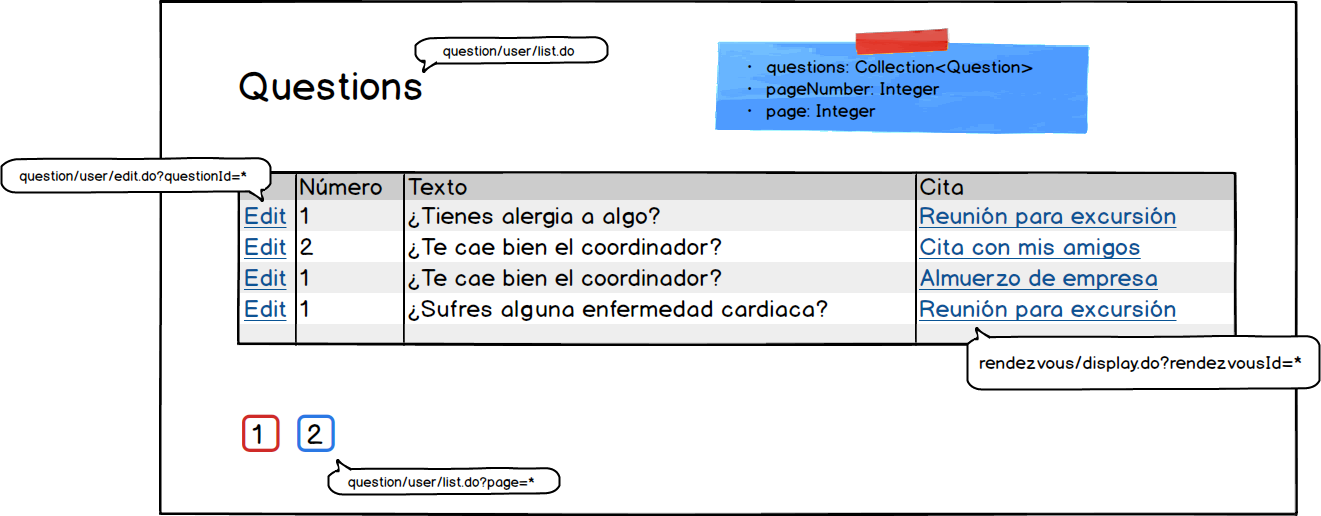 question/user/list.do
Questions
· questions: Collection<Question>
· pageNumber: Integer
· page: Integer
question/user/edit.do?questionId=*
Número Texto Cita
Edit 1 ¿Tienes alergia a algo? Reunión para excursión
Edit 2 ¿Te cae bien el coordinador? Cita con mis amigos
Edit 1 ¿Te cae bien el coordinador? Almuerzo de empresa
Edit 1 ¿Sufres alguna enfermedad cardiaca? Reunión para excursión
rendezvous/display.do?rendezvousId=*
1 2
question/user/list.do?page=*